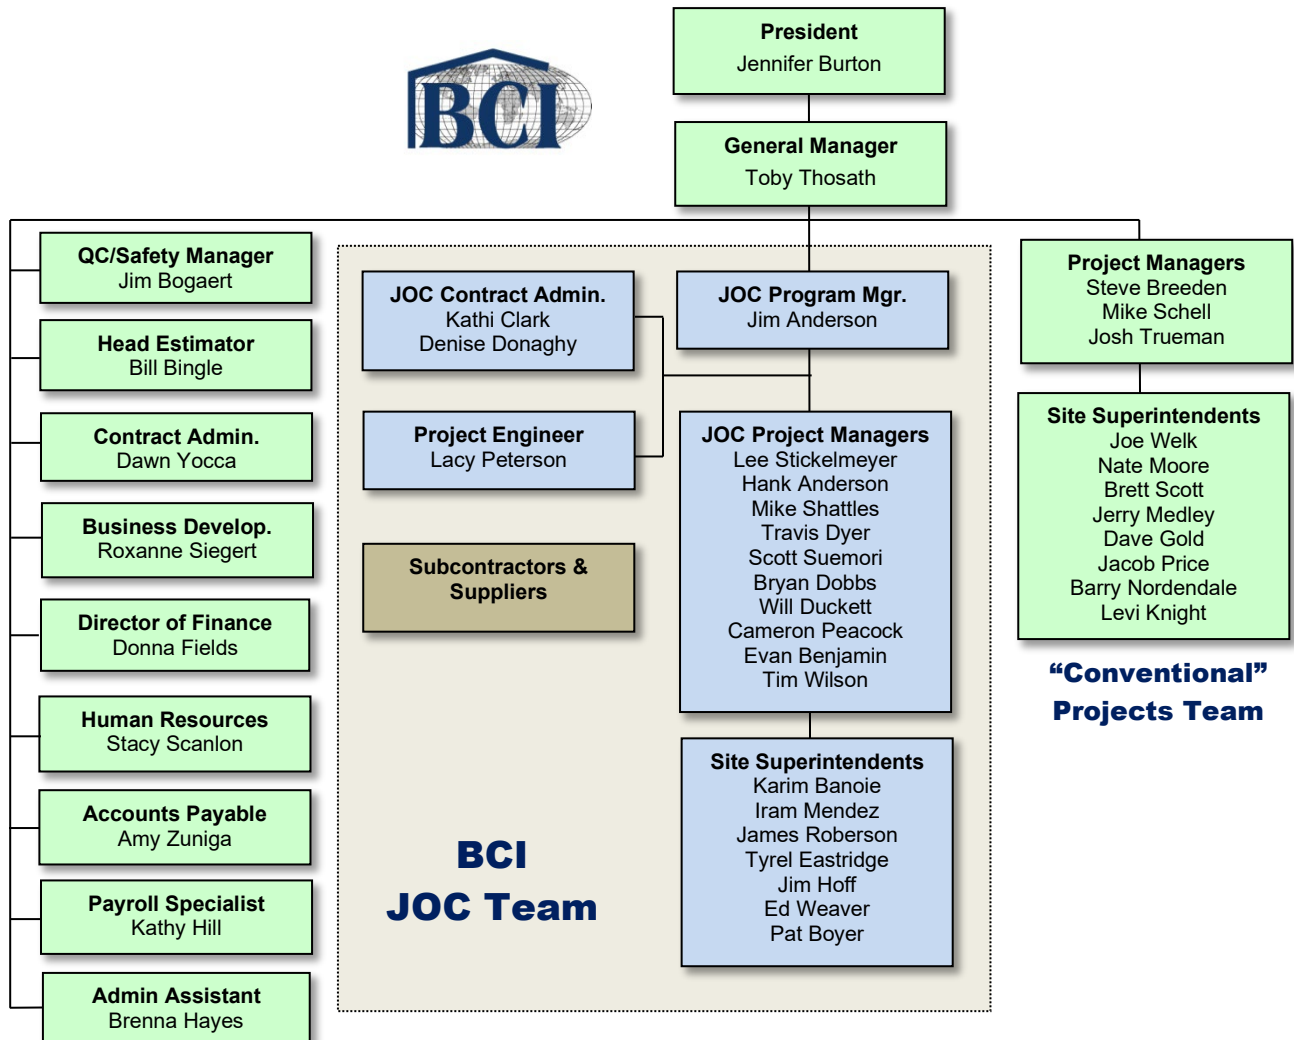 President
Jennifer Burton
BCI
General Manager
Toby Thosath
QC/Safety Manager
Jim Bogaert
Head Estimator
Bill Bingle
Contract Admin.
Dawn Yocca
Business Develop.
Roxanne Siegert
Director of Finance
Donna Fields
Human Resources
Stacy Scanlon
Accounts Payable
Amy Zuniga
Payroll Specialist
Kathy Hill
Admin Assistant
Brenna Hayes
JOC Contract Admin.
Kathi Clark
Denise Donaghy
Project Engineer
Lacy Peterson
Subcontractors &
Suppliers
BCI
JOC Team
JOC Program Mgr.
Jim Anderson
JOC Project Managers
Lee Stickelmeyer
Hank Anderson
Mike Shattles
Travis Dyer
Scott Suemori
Bryan Dobbs
Will Duckett
Cameron Peacock
Evan Benjamin
Tim Wilson
Site Superintendents
Karim Banoie
Iram Mendez
James Roberson
Tyrel Eastridge
Jim Hoff
Ed Weaver
Pat Boyer
Project Managers
Steve Breeden
Mike Schell
Josh Trueman
Site Superintendents
Joe Welk
Nate Moore
Brett Scott
Jerry Medley
Dave Gold
Jacob Price
Barry Nordendale
Levi Knight
“Conventional”
Projects Team